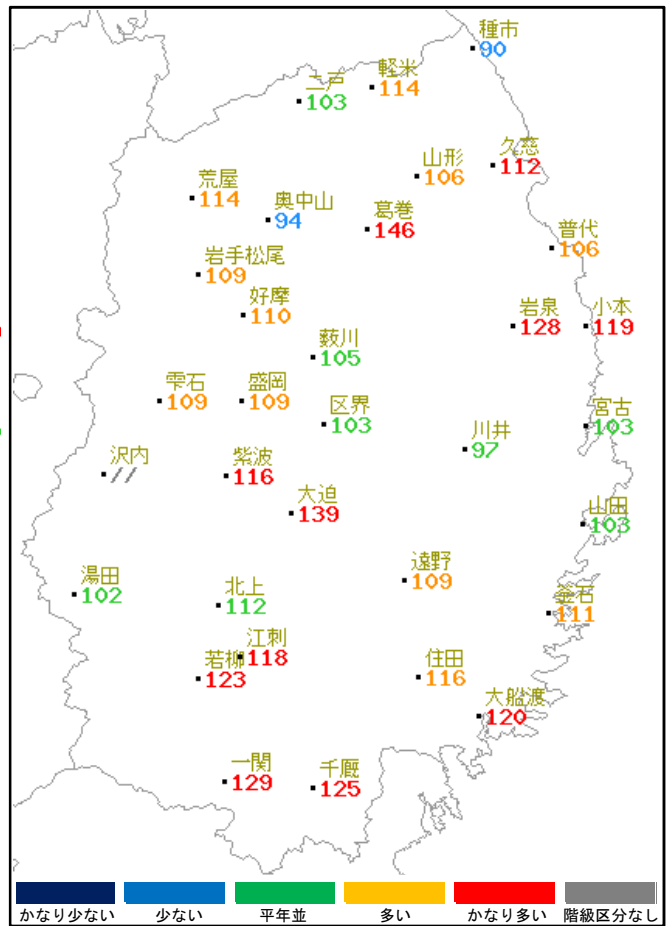 種市
90
軽米
114
二戸
103
久慈
112
山形
106
荒屋
114
奥中山
94
葛巻
146
普代
106
岩手松尾
109
好摩
110
岩泉
128
小本
119
薮川
105
雫石
109
盛岡
109
区界
103
宮古
103
川井
97
沢内
//
紫波
116
大迫
139
山田
103
遠野
109
湯田
102
北上
112
釜石
111
江刺
118
若柳
123
住田
116
大船渡
120
一関
129
千厩
125
かなり少ない 少ない 平年並 多い かなり多い 階級区分なし